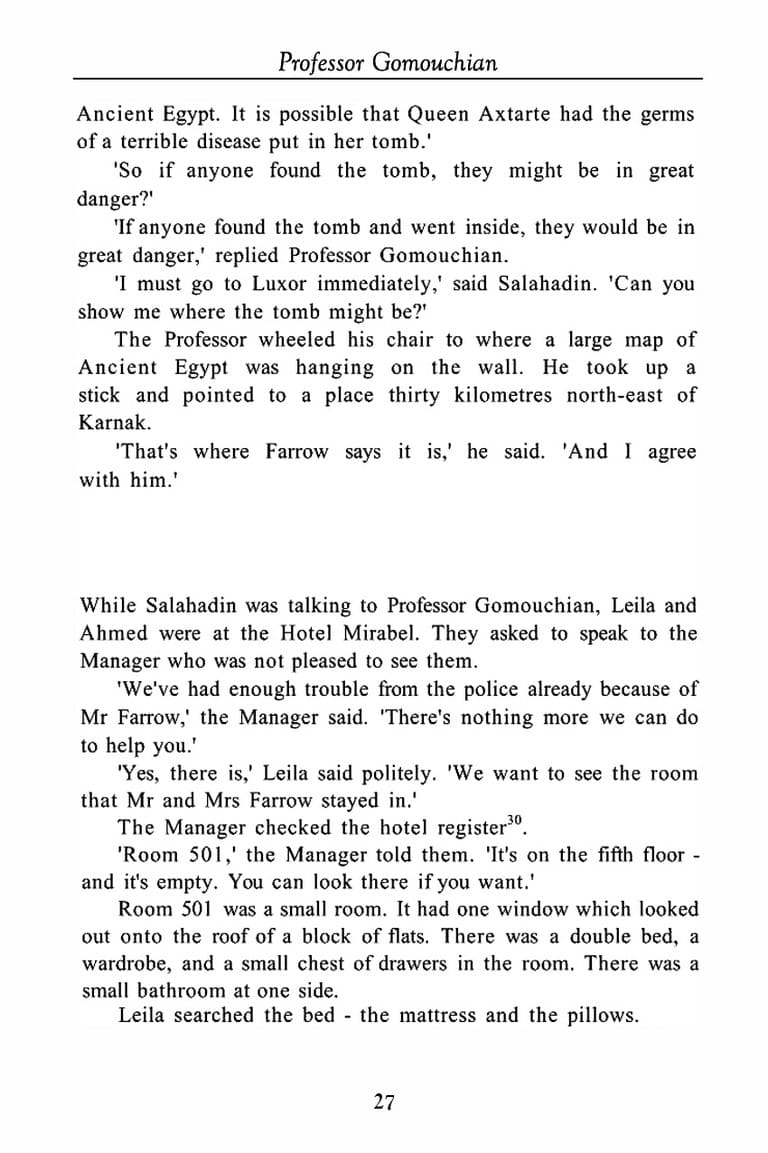 Professor Gomouchian
Ancient Egypt. It is possible that Queen Axtarte had the germs
of a terrible disease put in her tomb.'
'So if anyone found the tomb, they might be in great
danger?'
'If anyone found the tomb and went inside, they would be in
great danger,' replied Professor Gomouchian.
'I must go to Luxor immediately,' said Salahadin. 'Can you
show me where the tomb might be?'
The Professor wheeled his chair to where a large map of
Ancient Egypt was hanging on the wall. He took up a
stick and pointed to a place thirty kilometres north-east of
Karnak.
'That's where Farrow says it is,' he said. 'And I agree
with him.'
While Salahadin was talking to Professor Gomouchian, Leila and
Ahmed were at the Hotel Mirabel. They asked to speak to the
Manager who was not pleased to see them.
'We've had enough trouble from the police already because of
Mr Farrow,' the Manager said. 'There's nothing more we can do
to help you.'
'Yes, there is,' Leila said politely. 'We want to see the room
that Mr and Mrs Farrow stayed in.'
The Manager checked the hotel register³⁰.
'Room 501,' the Manager told them. 'It's on the fifth floor -
and it's empty. You can look there if you want.'
Room 501 was a small room. It had one window which looked
out onto the roof of a block of flats. There was a double bed, a
wardrobe, and a small chest of drawers in the room. There was a
small bathroom at one side.
Leila searched the bed - the mattress and the pillows.
27